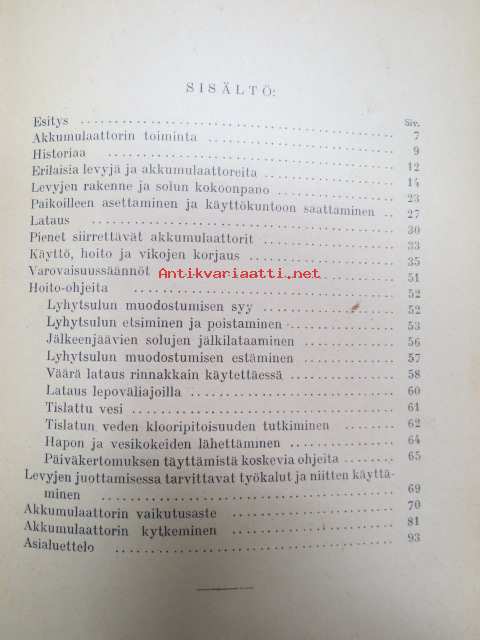 SISÄLTÖ:
Siv.
Esitys 7
Akkumulaattorin toiminta 9
Historiaa 12
Erilaisia levyjä ja akkumulaattoreita 14
Levyjen rakenne ja solun kokoonpano 23
Paikoilleen asettaminen ja käyttökuntoon saattaminen 27
Lataus 30
Pienet siirrettävät akkumulaattorit 33
Käyttö, hoito ja vikojen korjaus 35
Varovaisuussäännöt 51
Antikvariaatti.net
Hoito-ohjeita 52
Lyhytsulun muodostumisen syy 52
Lyhytsulun etsiminen ja poistaminen 53
Jälkeenjäävien solujen jälkilataaminen 56
Lyhytsulun muodostumisen estäminen 57
Väärä lataus rinnakkain käytettäessä 58
Lataus lepoväliajoilla 60
Tislattu vesi 61
Tislatun veden klooripitoisuuden tutkiminen 62
Hapon ja vesikokeiden lähettäminen 64
Päiväkertomuksen täyttämistä koskevia ohjeita 65
Levyjen juottamisessa tarvittavat työkalut ja niitten käyttä-
minen 69
Akkumulaattorin vaikutusaste 70
Akkumulaattorin kytkeminen 81
Asialuettelo 93